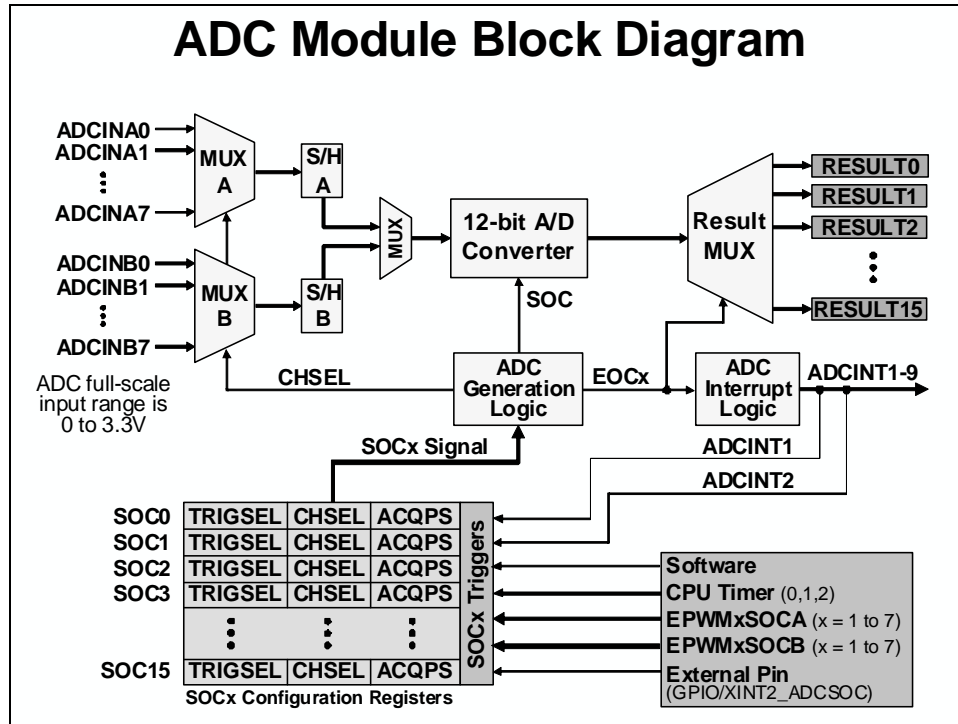 ADC Module Block Diagram
ADCINA0
ADCINA1
ADCINA7
MUX
A
S/H
A
ADCINB0
ADCINB1
ADCINB7
MUX
B
S/H
B
MUX
12-bit A/D
Converter
SOC
Result
MUX
RESULT0
RESULT1
RESULT2
RESULT15
ADC full-scale
input range is
0 to 3.3V
CHSEL
ADC
Generation
Logic
EOCx
ADC
Interrupt
Logic
ADCINT1-9
SOCx Signal
ADCINT1
ADCINT2
SOC0 TRIGSEL CHSEL ACQPS
SOC1 TRIGSEL CHSEL ACQPS
SOC2 TRIGSEL CHSEL ACQPS
SOC3 TRIGSEL CHSEL ACQPS
SOC15 TRIGSEL CHSEL ACQPS
SOCx Triggers
SOCx Configuration Registers
Software
CPU Timer (0,1,2)
EPWMxSOCA (x = 1 to 7)
EPWMxSOCB (x = 1 to 7)
External Pin
(GPIO/XINT2_ADCSOC)